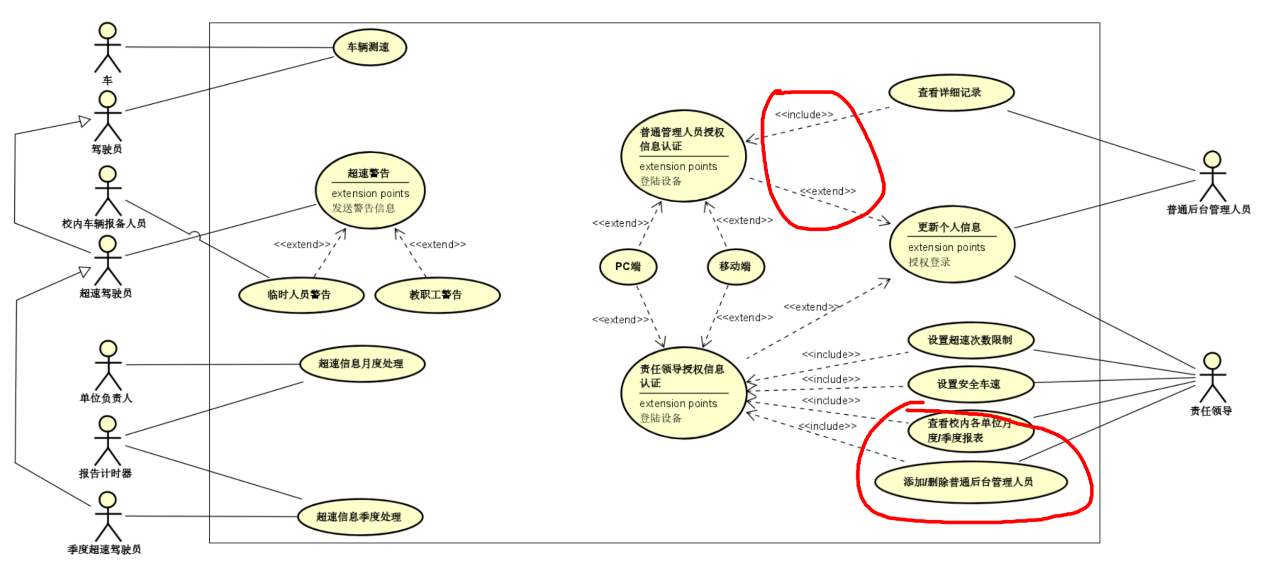 车
驾驶员
校内车辆报备人员
超速驾驶员
单位负责人
报告计时器
季度超速驾驶员
车辆测速
超速警告
extension points
发送警告信息
<<extend>>
<<extend>>
临时人员警告
教职工警告
超速信息月度处理
超速信息季度处理
普通管理人员授权
信息认证
extension points
登陆设备
<<include>>
<<extend>>
<<extend>>
<<extend>>
PC端
移动端
<<extend>>
<<extend>>
<<extend>>
责任领导授权信息
认证
extension points
登陆设备
<<include>>
<<include>>
<<include>>
<<include>>
查看详细记录
更新个人信息
extension points
授权登录
设置超速次数限制
设置安全车速
查看校内各单位月
度/季度报表
添加/删除普通后台管理人员
普通后台管理人员
责任领导